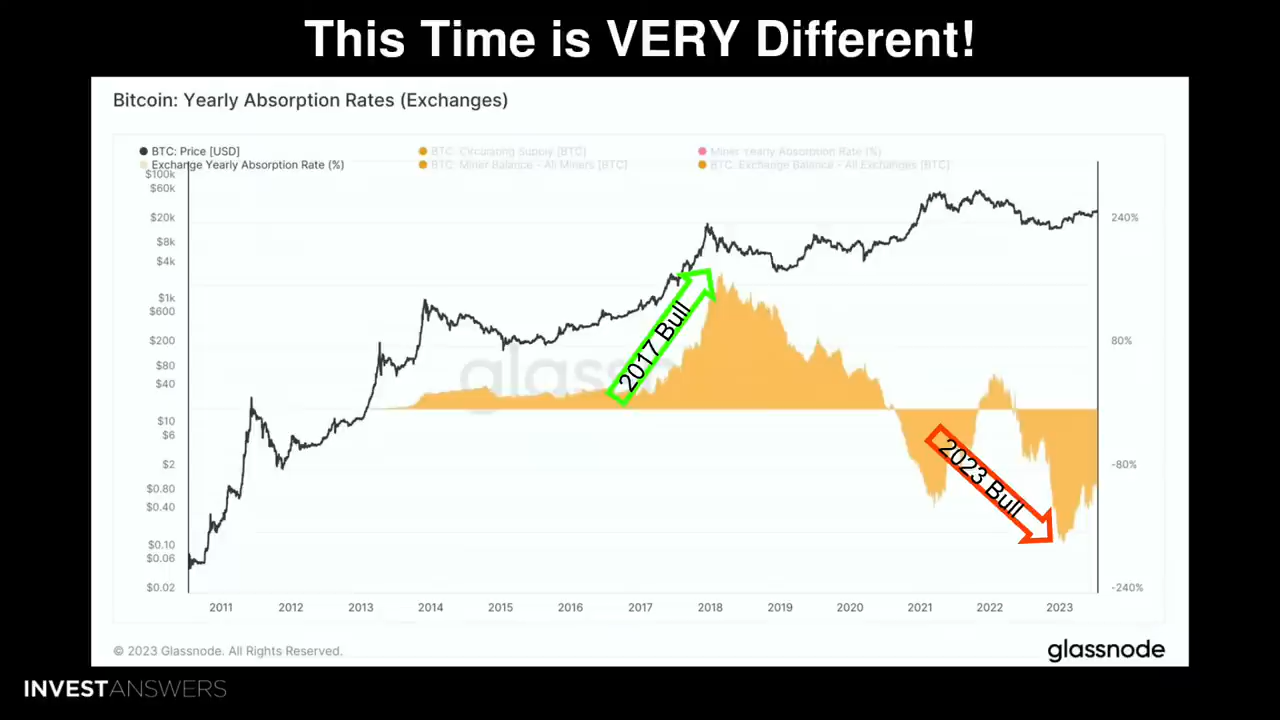 This Time is VERY Different!
Bitcoin: Yearly Absorption Rates (Exchanges)
BTC: Price [USD]
BTC: Circulating Supply [BTC]
Miner Yearly Absorption Rate (%)
Exchange Yearly Absorption Rate (%)
BTC: Miner Balance - All Miners [BTC]
BTC: Exchange Balance - All Exchanges [BTC]
$100k
$60k
$20k
$8k
$4k
$1k
$600
$200
$80
$40
$10
$6
$2
$0.80
$0.40
$0.10
$0.06
$0.02
240%
80%
-80%
-240%
glassnode
2017 Bull
2023 Bull
2011 2012 2013 2014 2015 2016 2017 2018 2019 2020 2021 2022 2023
© 2023 Glassnode. All Rights Reserved.
glassnode
INVESTANSWERS